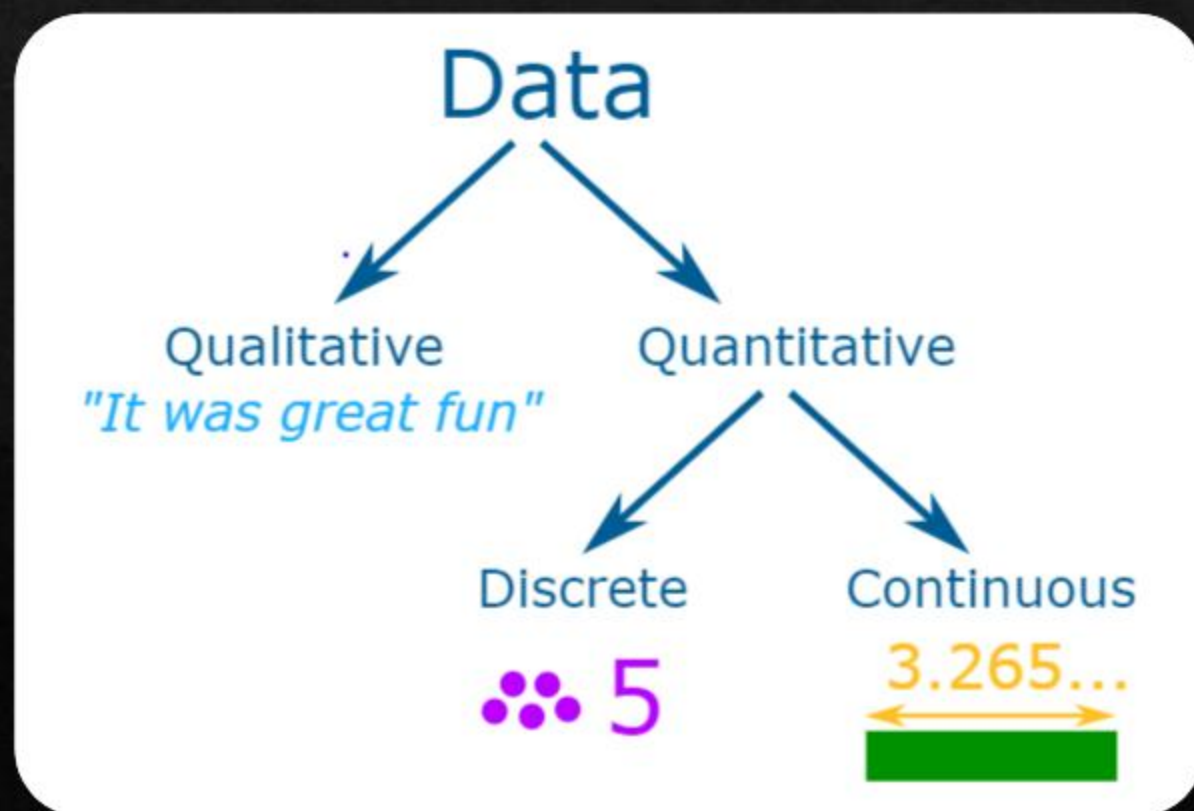 Data
Qualitative Quantitative
"It was great fun"
Discrete Continuous
5 3.265...